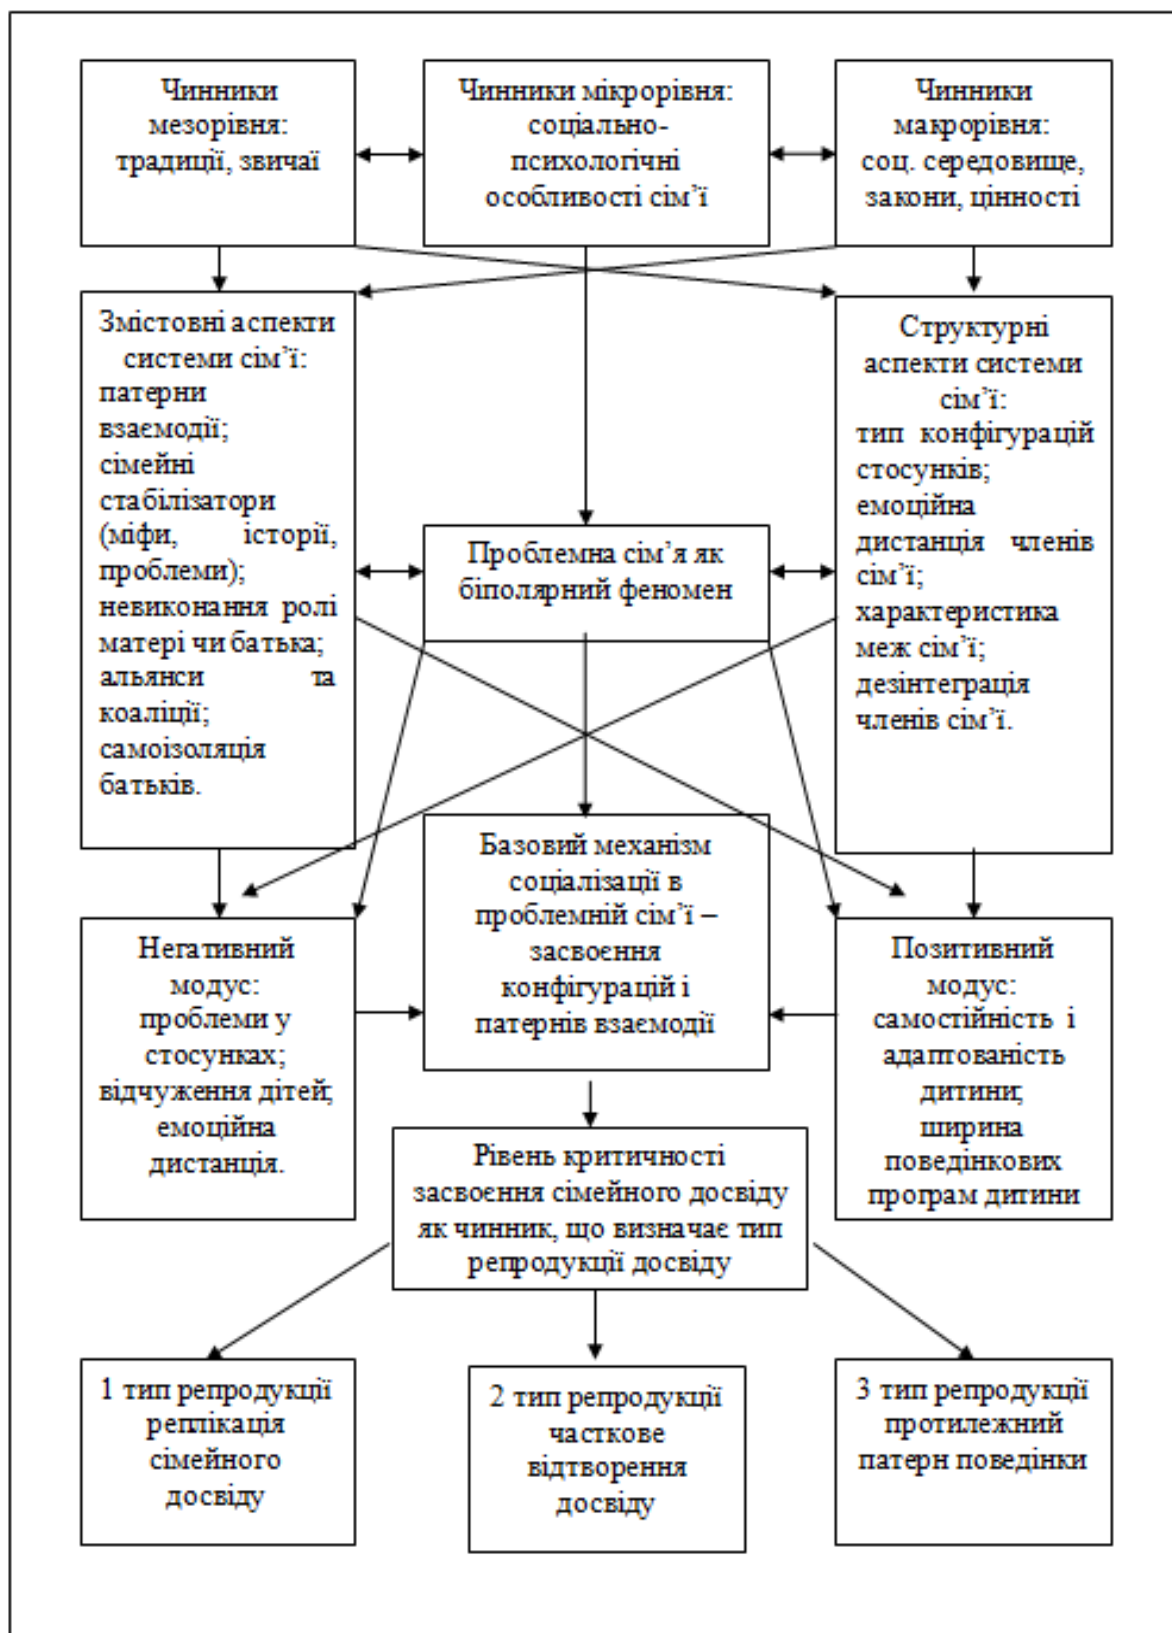 Чинники
мезорівня:
традиції, звичаї
Чинники мікрорівня:
соціально-
психологічні
особливості сім’ї
Чинники
макрорівня:
соц. середовище,
закони, цінності
Змістовні аспекти
системи сім’ї:
патерни
взаємодії;
сімейні
стабілізатори
(міфи, історії,
проблеми);
невиконання ролі
матері чи батька;
альянси та
коаліції;
самоізоляція
батьків.
Проблемна сім’я як
біполярний феномен
Структурні
аспекти системи
сім’ї:
тип конфігурацій
стосунків;
емоційна
дистанція членів
сім’ї;
характеристика
меж сім’ї;
дезінтеграція
членів сім’ї.
Негативний
модус:
проблеми у
стосунках;
відчуження дітей;
емоційна
дистанція.
Базовий механізм
соціалізації в
проблемній сім’ї –
засвоєння
конфігурацій і
патернів взаємодії
Позитивний
модус:
самостійність і
адаптованість
дитини;
ширина
поведінкових
програм дитини
Рівень критичності
засвоєння сімейного досвіду
як чинник, що визначає тип
репродукції досвіду
1 тип репродукції
реплікація
сімейного
досвіду
2 тип репродукції
часткове
відтворення
досвіду
3 тип репродукції
протилежний
патерн поведінки